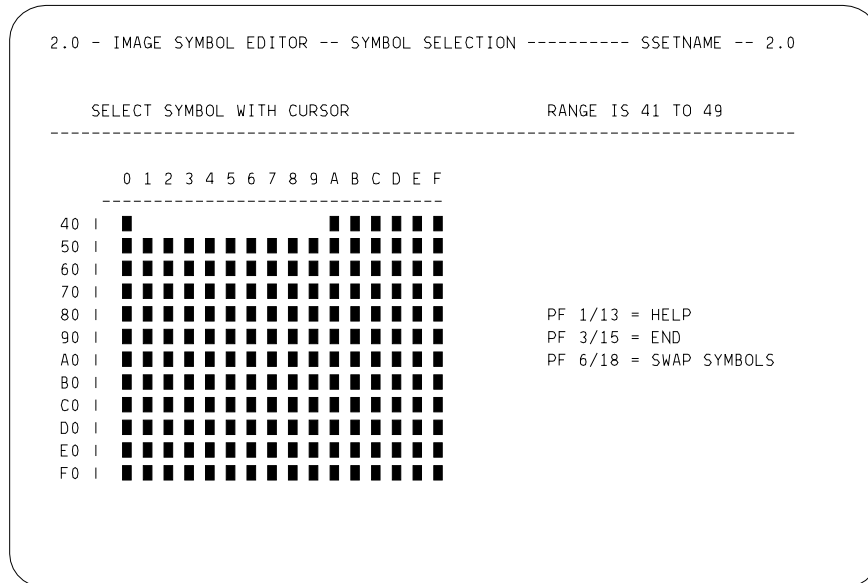 2.0 - IMAGE SYMBOL EDITOR -- SYMBOL SELECTION ---------- SSETNAME -- 2.0
SELECT SYMBOL WITH CURSOR RANGE IS 41 TO 49
------------------------------------------------------------------------
0 1 2 3 4 5 6 7 8 9 A B C D E F
---------------------------------
40 | █ █ █ █ █ █ █
50 | █ █ █ █ █ █ █ █ █ █ █ █ █ █ █ █
60 | █ █ █ █ █ █ █ █ █ █ █ █ █ █ █ █
70 | █ █ █ █ █ █ █ █ █ █ █ █ █ █ █ █
80 | █ █ █ █ █ █ █ █ █ █ █ █ █ █ █ █ PF 1/13 = HELP
90 | █ █ █ █ █ █ █ █ █ █ █ █ █ █ █ █ PF 3/15 = END
A0 | █ █ █ █ █ █ █ █ █ █ █ █ █ █ █ █ PF 6/18 = SWAP SYMBOLS
B0 | █ █ █ █ █ █ █ █ █ █ █ █ █ █ █ █
C0 | █ █ █ █ █ █ █ █ █ █ █ █ █ █ █ █
D0 | █ █ █ █ █ █ █ █ █ █ █ █ █ █ █ █
E0 | █ █ █ █ █ █ █ █ █ █ █ █ █ █ █ █
F0 | █ █ █ █ █ █ █ █ █ █ █ █ █ █ █ █